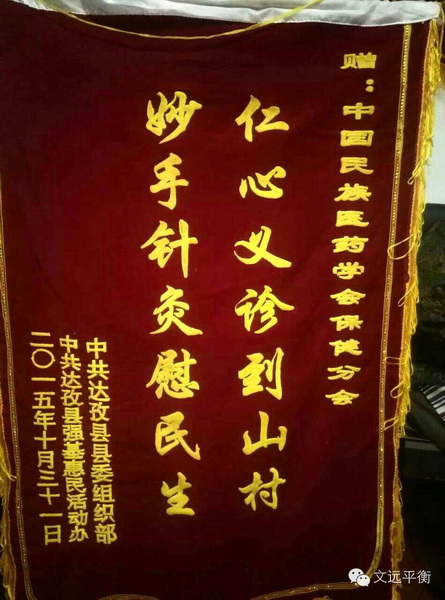 赠：中国民族医药学会保健分会
仁心义诊到山村
妙手针灸慰民生
中共达孜县县委组织部
中共达孜县强基惠民活动办
二〇一五年十月三十一日
文远平衡